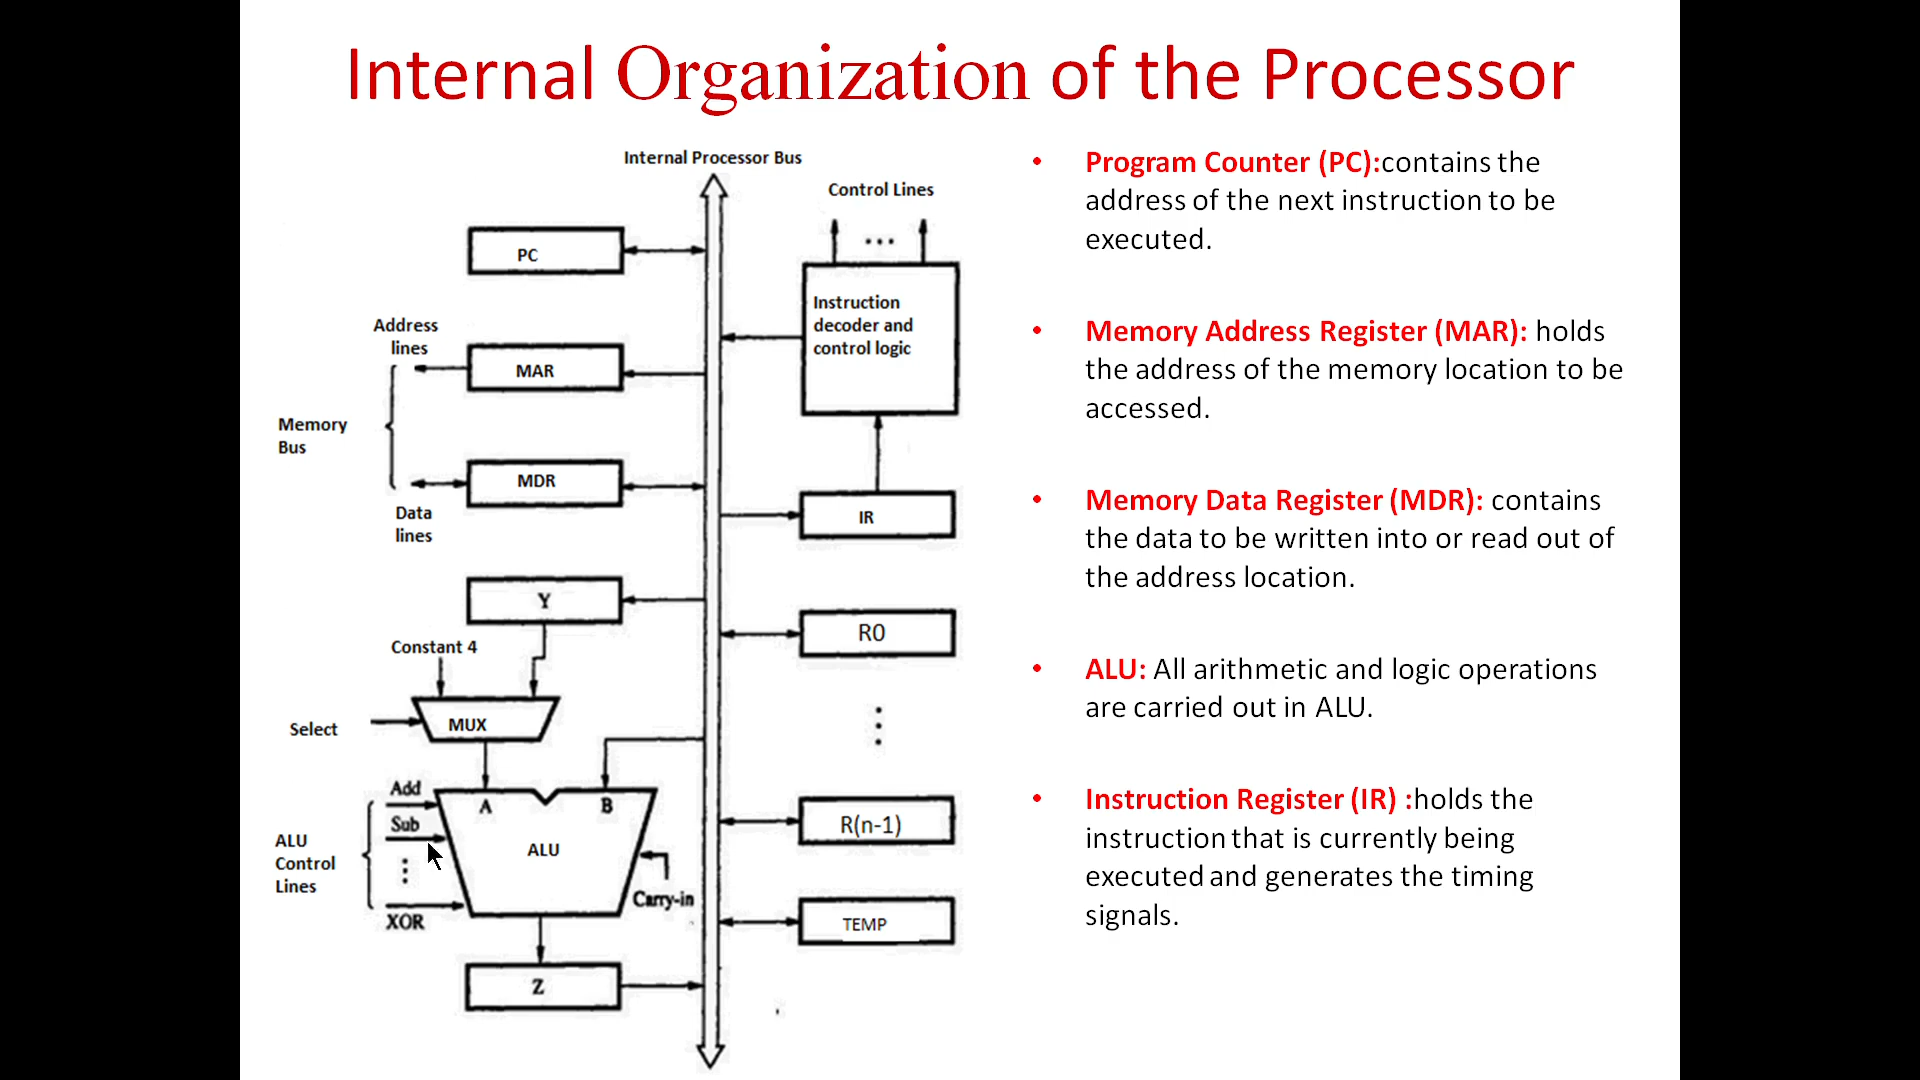 Internal Organization of the Processor
Internal Processor Bus
Control Lines
PC
Instruction
decoder and
control logic
Address
lines
MAR
Memory
Bus
MDR
Data
lines
IR
Y
R0
Constant 4
MUX
Select
Add
A
B
Sub
ALU
Control
Lines
ALU
R(n-1)
Carry-in
XOR
TEMP
Z
• Program Counter (PC):contains the
address of the next instruction to be
executed.
• Memory Address Register (MAR): holds
the address of the memory location to be
accessed.
• Memory Data Register (MDR): contains
the data to be written into or read out of
the address location.
• ALU: All arithmetic and logic operations
are carried out in ALU.
• Instruction Register (IR) :holds the
instruction that is currently being
executed and generates the timing
signals.